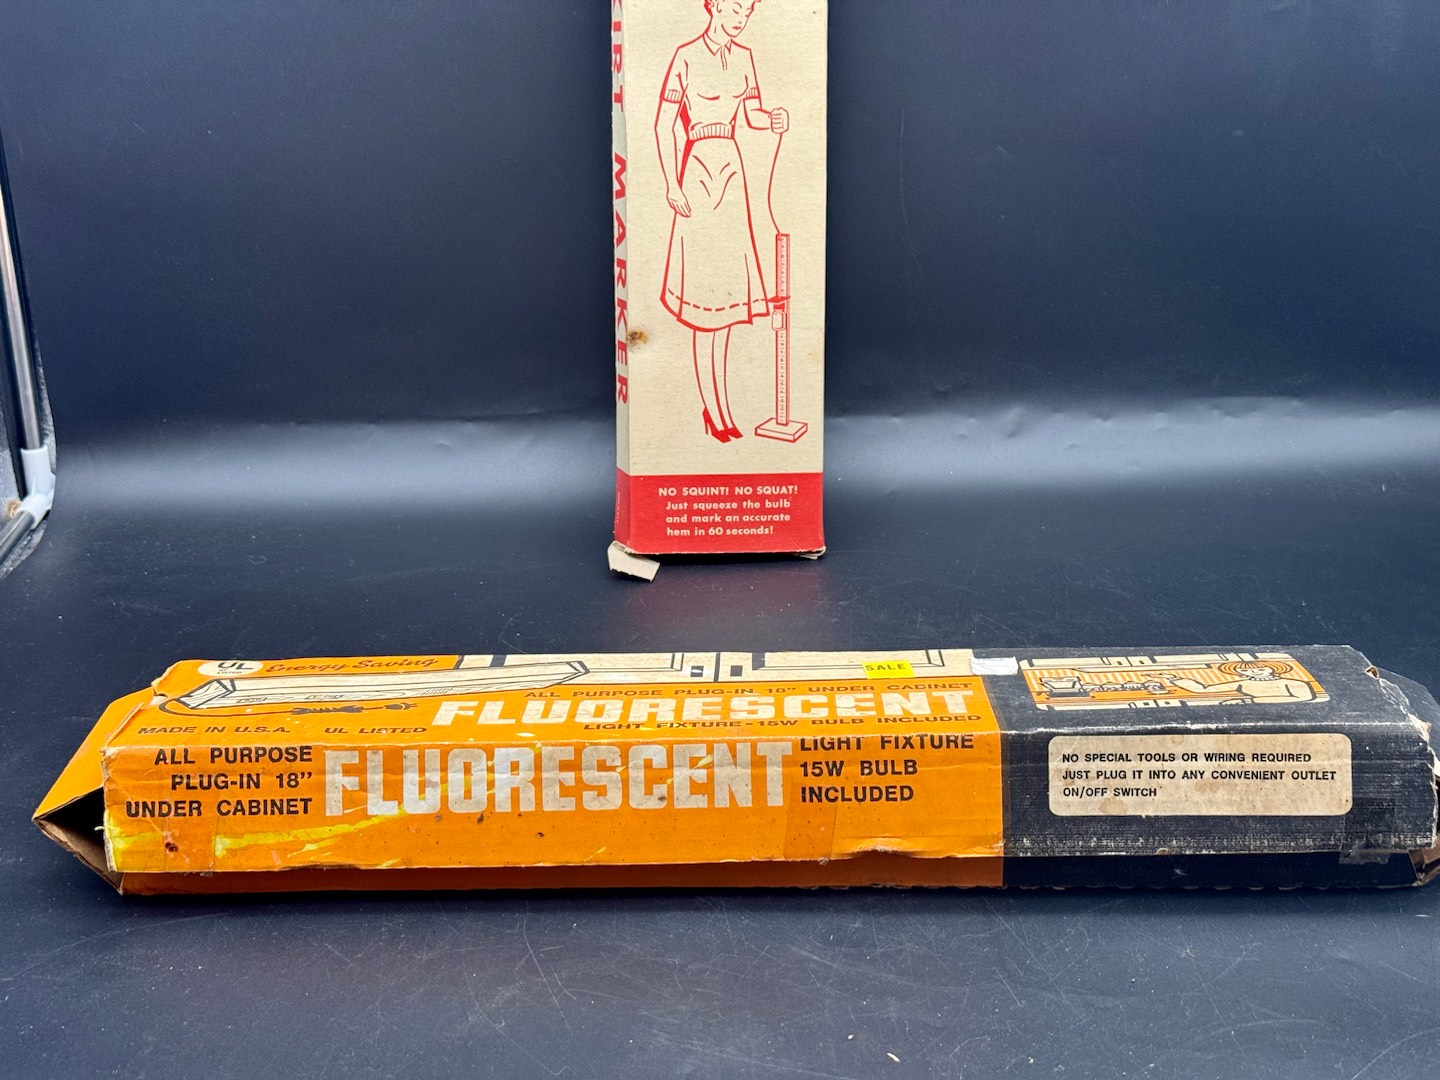 SKIRT MARKER
NO SQUINT! NO SQUAT!
Just squeeze the bulb
and mark an accurate
hem in 60 seconds!
UL
Energy Saving
SALE
ALL PURPOSE PLUG-IN 18" UNDER CABINET
FLUORESCENT
LIGHT FIXTURE-15W BULB INCLUDED
MADE IN U.S.A. UL LISTED
ALL PURPOSE
PLUG-IN 18"
UNDER CABINET
FLUORESCENT
LIGHT FIXTURE
15W BULB
INCLUDED
NO SPECIAL TOOLS OR WIRING REQUIRED
JUST PLUG IT INTO ANY CONVENIENT OUTLET
ON/OFF SWITCH